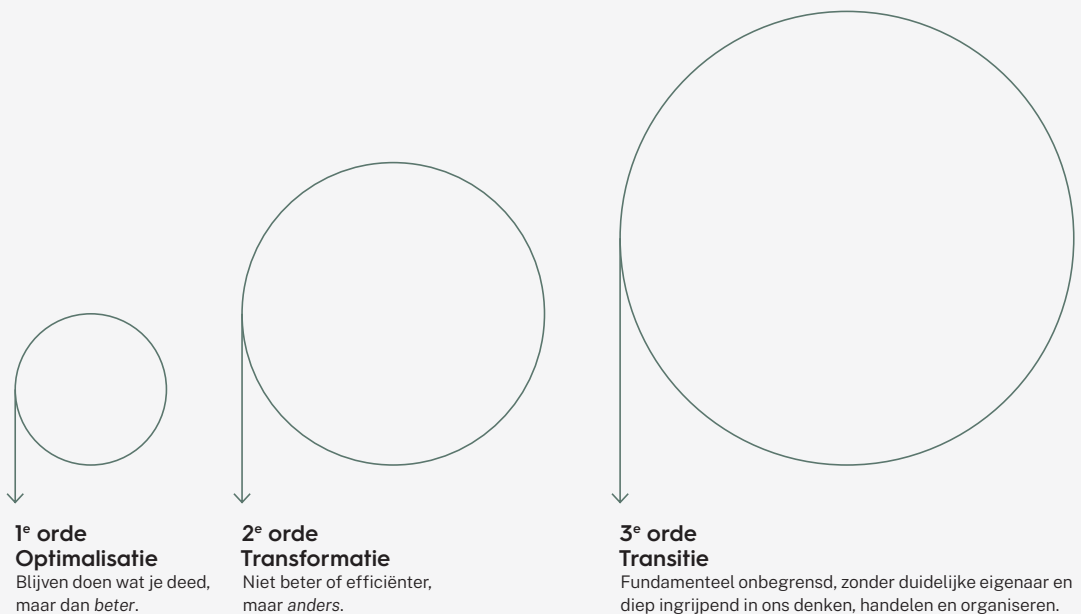 1e orde
Optimalisatie
Blijven doen wat je deed,
maar dan beter.
2e orde
Transformatie
Niet beter of efficiënter,
maar anders.
3e orde
Transitie
Fundamenteel onbegrensd, zonder duidelijke eigenaar en
diep ingrijpend in ons denken, handelen en organiseren.